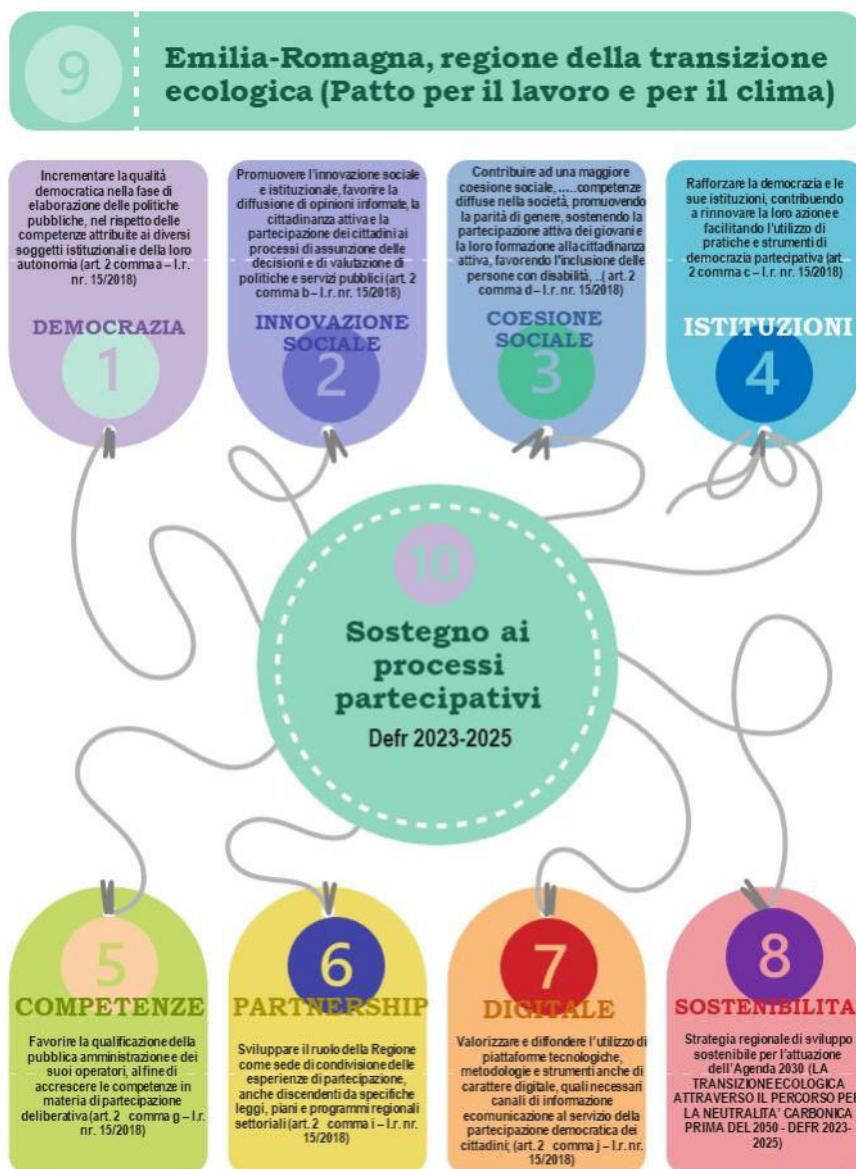 9
Emilia-Romagna, regione della transizione
ecologica (Patto per il lavoro e per il clima)
Incrementare la qualità
democratica nella fase di
elaborazione delle politiche
pubbliche, nel rispetto delle
competenze attribuite ai diversi
soggetti istituzionali e della loro
autonomia (art. 2 comma a – l.r.
nr. 15/2018)
DEMOCRAZIA
1
Promuovere l'innovazione sociale
e istituzionale, favorire la
diffusione di opinioni informate, la
cittadinanza attiva e la
partecipazione dei cittadini ai
processi di assunzione delle
decisioni e di valutazione di
politiche e servizi pubblici (art. 2
comma b – l.r. nr. 15/2018)
INNOVAZIONE
SOCIALE
2
Contribuire ad una maggiore
coesione sociale, .....competenze
diffuse nella società, promuovendo
la parità di genere, sostenendo la
partecipazione attiva dei giovani e
la loro formazione alla cittadinanza
attiva, favorendo l'inclusione delle
persone con disabilità, ..( art. 2
comma d – l.r. nr. 15/2018)
COESIONE
SOCIALE
3
Rafforzare la democrazia e le
sue istituzioni, contribuendo
a rinnovare la loro azione e
facilitando l'utilizzo di
pratiche e strumenti di
democrazia partecipativa (art.
2 comma c – l.r. nr. 15/2018)
ISTITUZIONI
4
10
Sostegno ai
processi
partecipativi
Defr 2023-2025
5
COMPETENZE
Favorire la qualificazione della
pubblica amministrazione e dei
suoi operatori, al fine di
accrescere le competenze in
materia di partecipazione
deliberativa (art. 2 comma g – l.r.
nr. 15/2018)
6
PARTNERSHIP
Sviluppare il ruolo della Regione
come sede di condivisione delle
esperienze di partecipazione,
anche discendenti da specifiche
leggi, piani e programmi regionali
settoriali (art. 2 comma i – l.r. nr.
15/2018)
7
DIGITALE
Valorizzare e diffondere l'utilizzo di
piattaforme tecnologiche,
metodologie e strumenti anche di
carattere digitale, quali necessari
canali di informazione
ecomunicazione al servizio della
partecipazione democratica dei
cittadini; (art. 2 comma j – l.r. nr.
15/2018)
8
SOSTENIBILITA
Strategia regionale di sviluppo
sostenibile per l'attuazione
dell'Agenda 2030 (LA
TRANSIZIONE ECOLOGICA
ATTRAVERSO IL PERCORSO PER
LA NEUTRALITA' CARBONICA
PRIMA DEL 2050 - DEFR 2023-
2025)